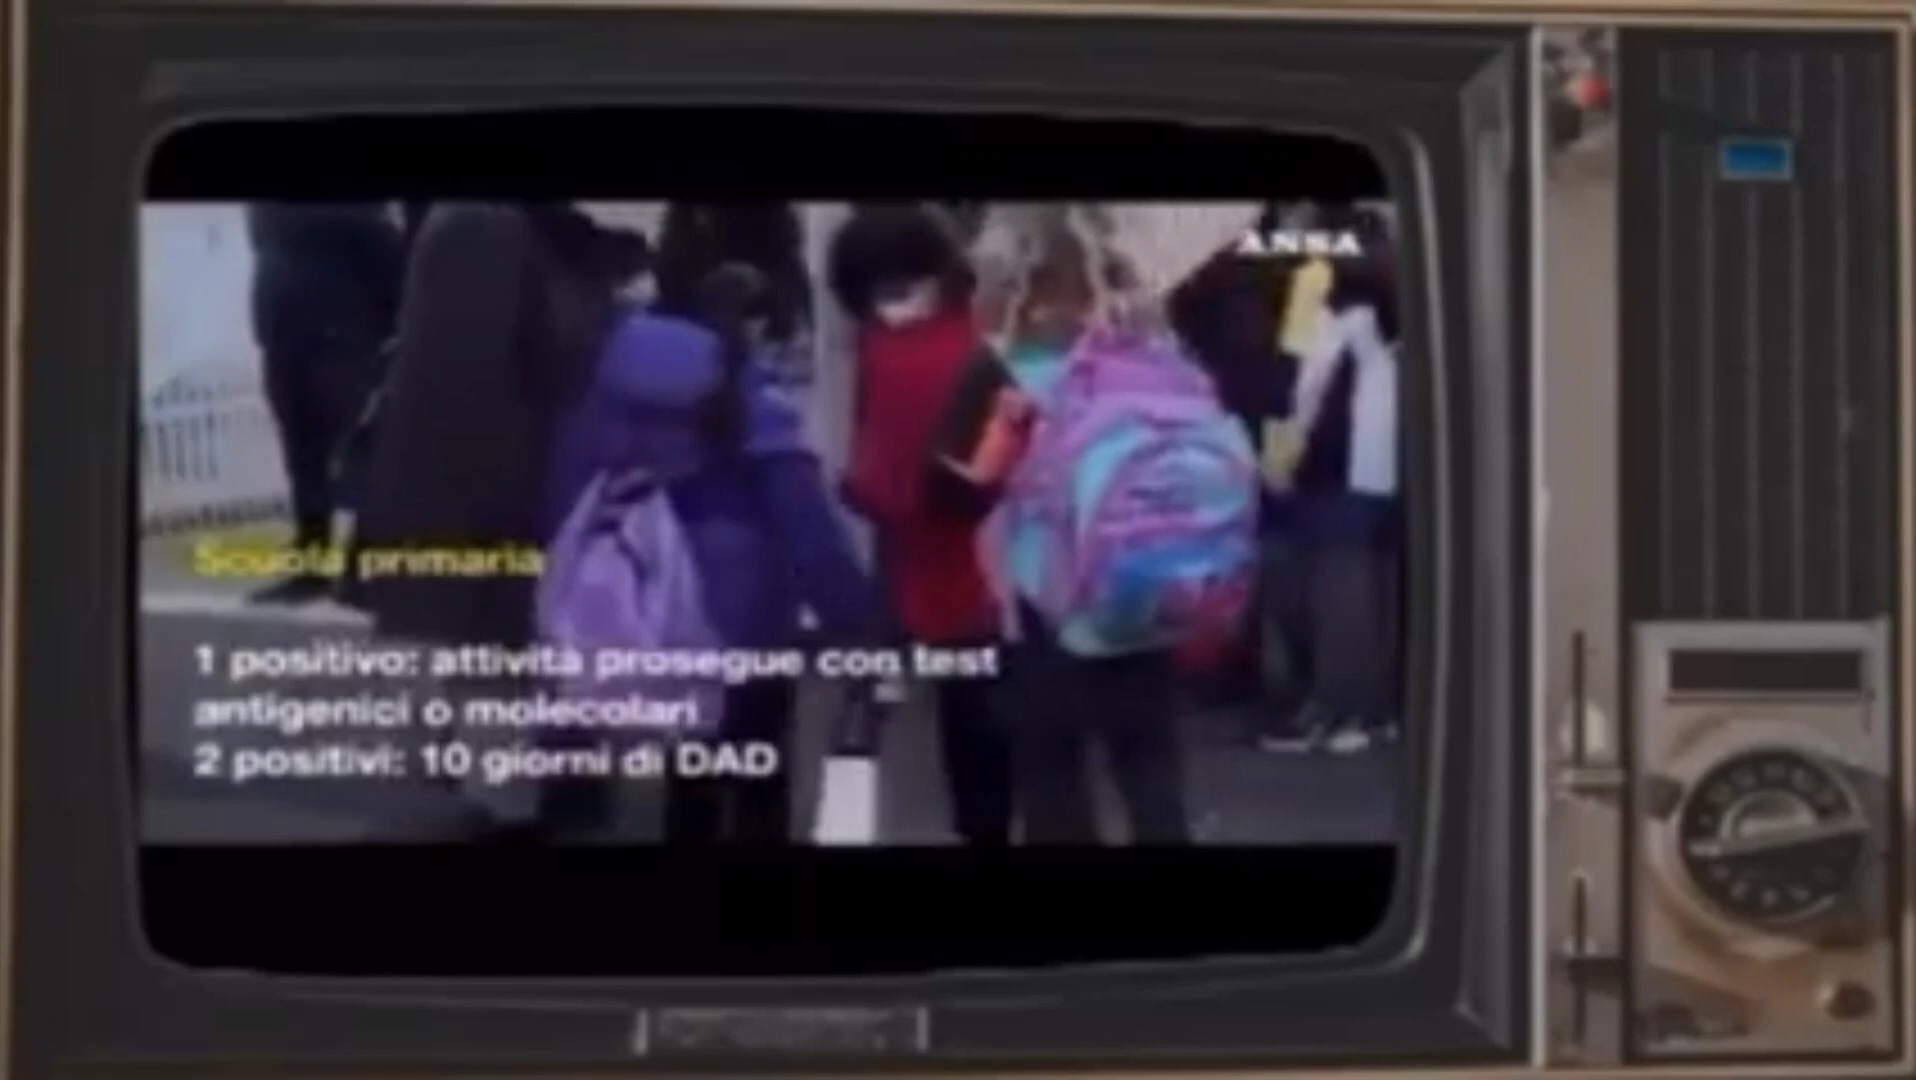 ANSA
Scuola primaria
1 positivo: attività prosegue con test
antigenici o molecolari
2 positivi: 10 giorni di DAD